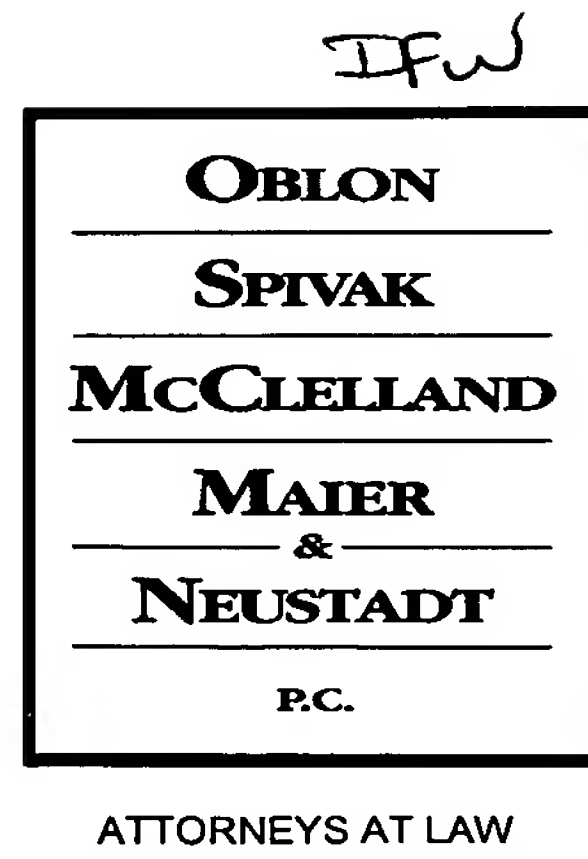 IFW
OBLON
SPIVAK
MCCLELLAND
MAIER
&
NEUSTADT
P.C.
ATTORNEYS AT LAW